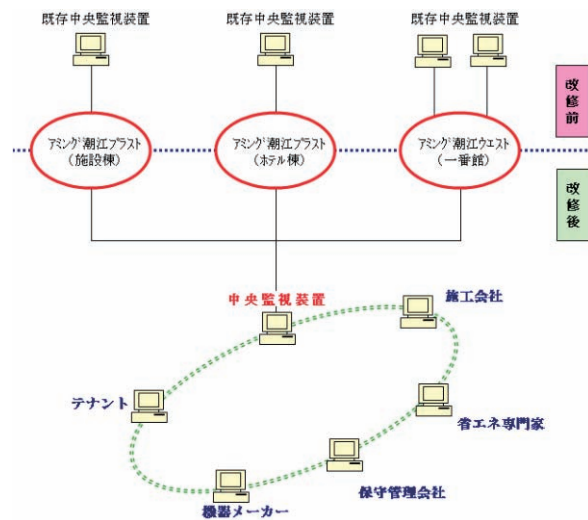 既存中央監視装置
既存中央監視装置
既存中央監視装置
改修前
アミング潮江プラスト
(施設棟)
アミング潮江プラスト
(ホテル棟)
アミング潮江ウエスト
(一番館)
改修後
中央監視装置
施工会社
テナント
省エネ専門家
保守管理会社
機器メーカー